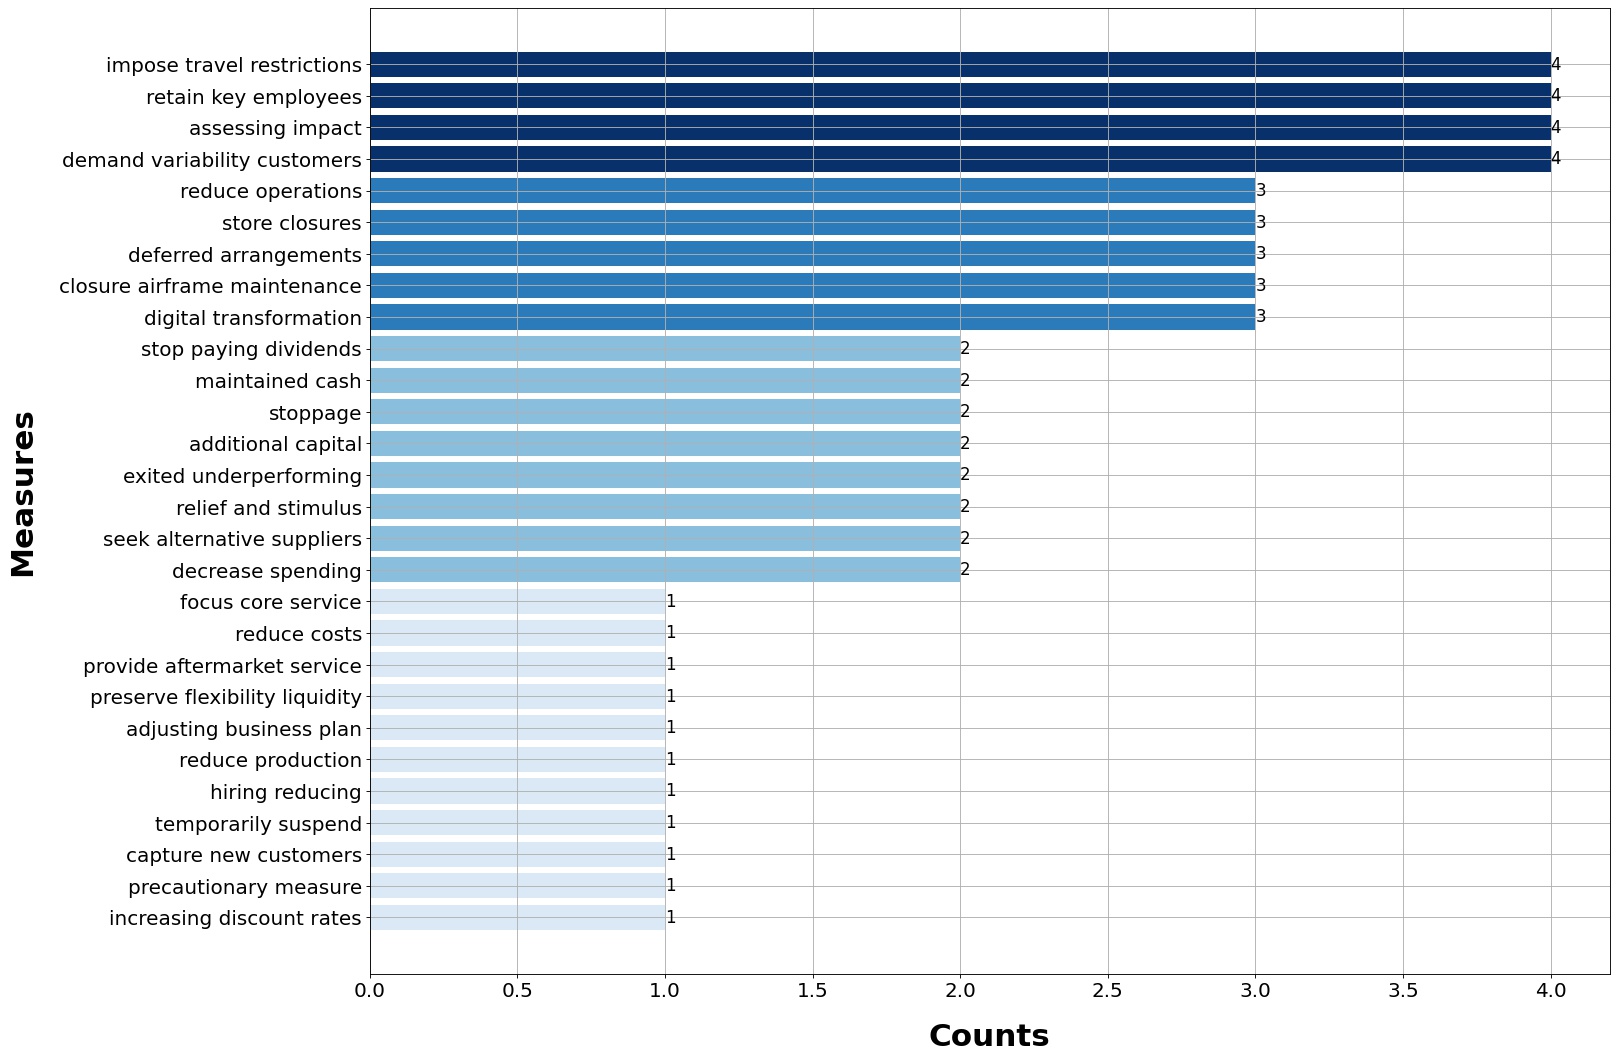 impose travel restrictions 4
retain key employees 4
assessing impact 4
demand variability customers 4
reduce operations 3
store closures 3
deferred arrangements 3
closure airframe maintenance 3
digital transformation 3
stop paying dividends 2
maintained cash 2
stoppage 2
additional capital 2
exited underperforming 2
relief and stimulus 2
seek alternative suppliers 2
decrease spending 2
focus core service 1
reduce costs 1
provide aftermarket service 1
preserve flexibility liquidity 1
adjusting business plan 1
reduce production 1
hiring reducing 1
temporarily suspend 1
capture new customers 1
precautionary measure 1
increasing discount rates 1
Measures
0.0 0.5 1.0 1.5 2.0 2.5 3.0 3.5 4.0
Counts